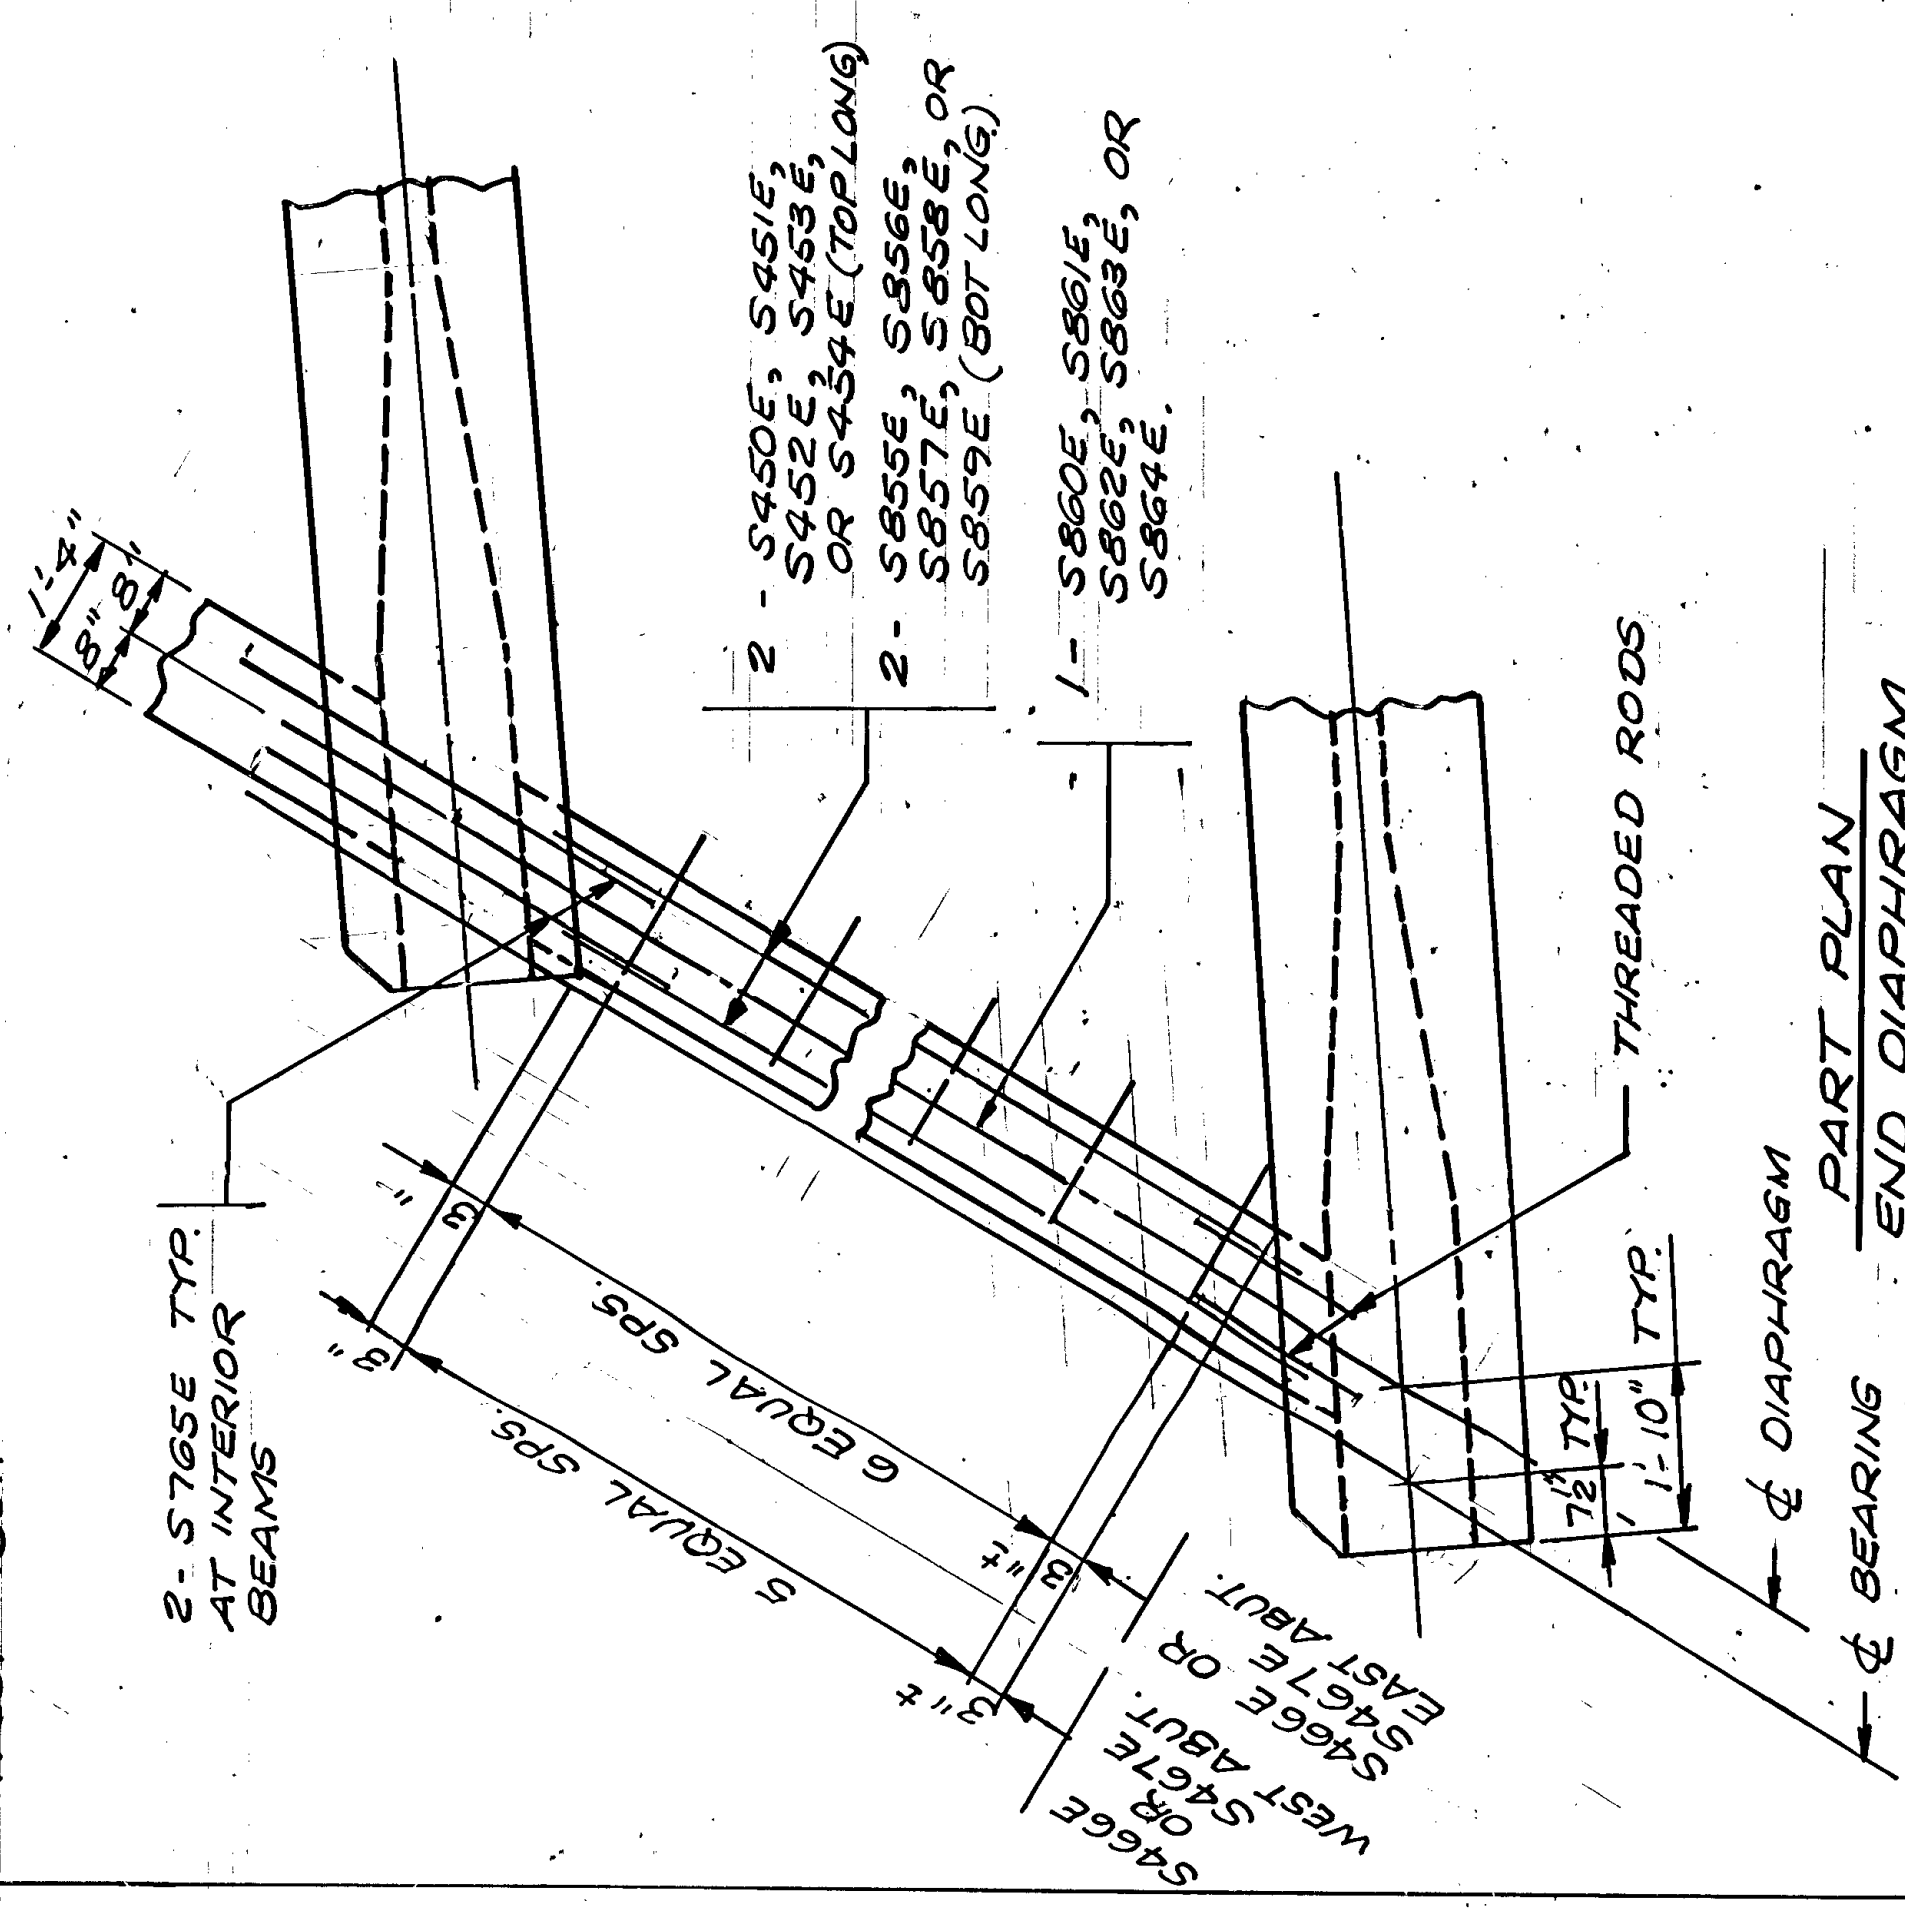 1'-4"
8" 8"
2 - S450E, S451E,
S452E, S453E,
OR S454E (TOP LONG)
2- S855E, S856E,
S857E, S858E, OR
S859E (BOT LONG.)
1- S860E, S861E,
S862E, S863E, OR
S864E.
2- S765E TYP.
AT INTERIOR
BEAMS
3"
3"
6 EQUAL SPS.
5 EQUAL SPS.
3"±
3"±
S466E
OR
S467E
WEST ABUT.
S466E OR
S467E
EAST ABUT.
THREADED RODS
7 1/2" TYP.
1'-10" TYP.
℄ DIAPHRAGM
℄ BEARING
PART PLAN
END DIAPHRAGM